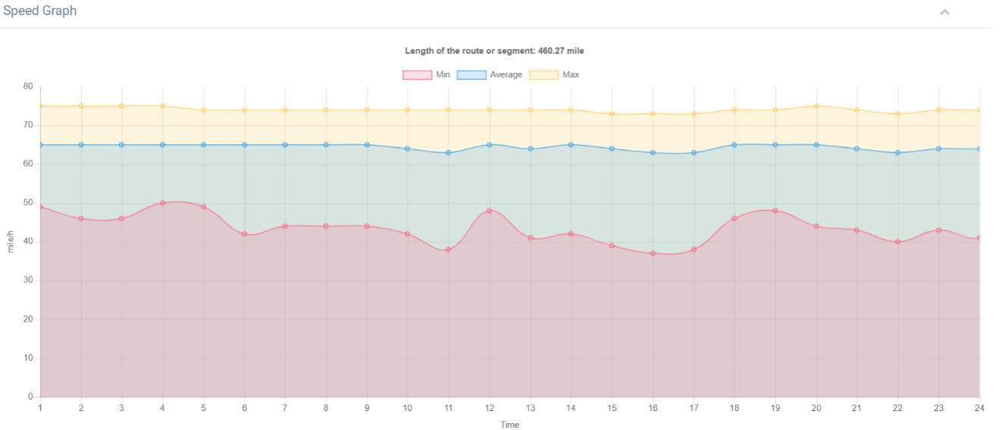 Speed Graph
Length of the route or segment: 460.27 mile
Min Average Max
80
70
60
50
40
30
20
10
0
mile/h
1 2 3 4 5 6 7 8 9 10 11 12 13 14 15 16 17 18 19 20 21 22 23 24
Time